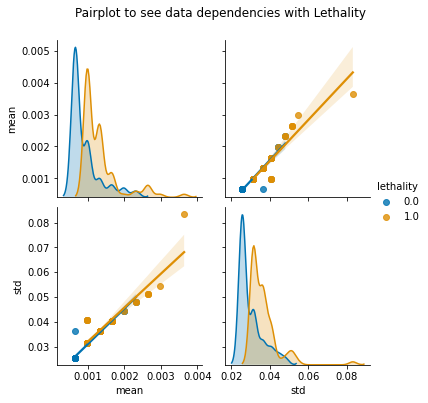 Pairplot to see data dependencies with Lethality
0.005
0.004
0.003
0.002
0.001
mean
lethality
0.0
1.0
0.08
0.07
0.06
0.05
0.04
0.03
std
0.001 0.002 0.003 0.004
mean
0.02 0.04 0.06 0.08
std